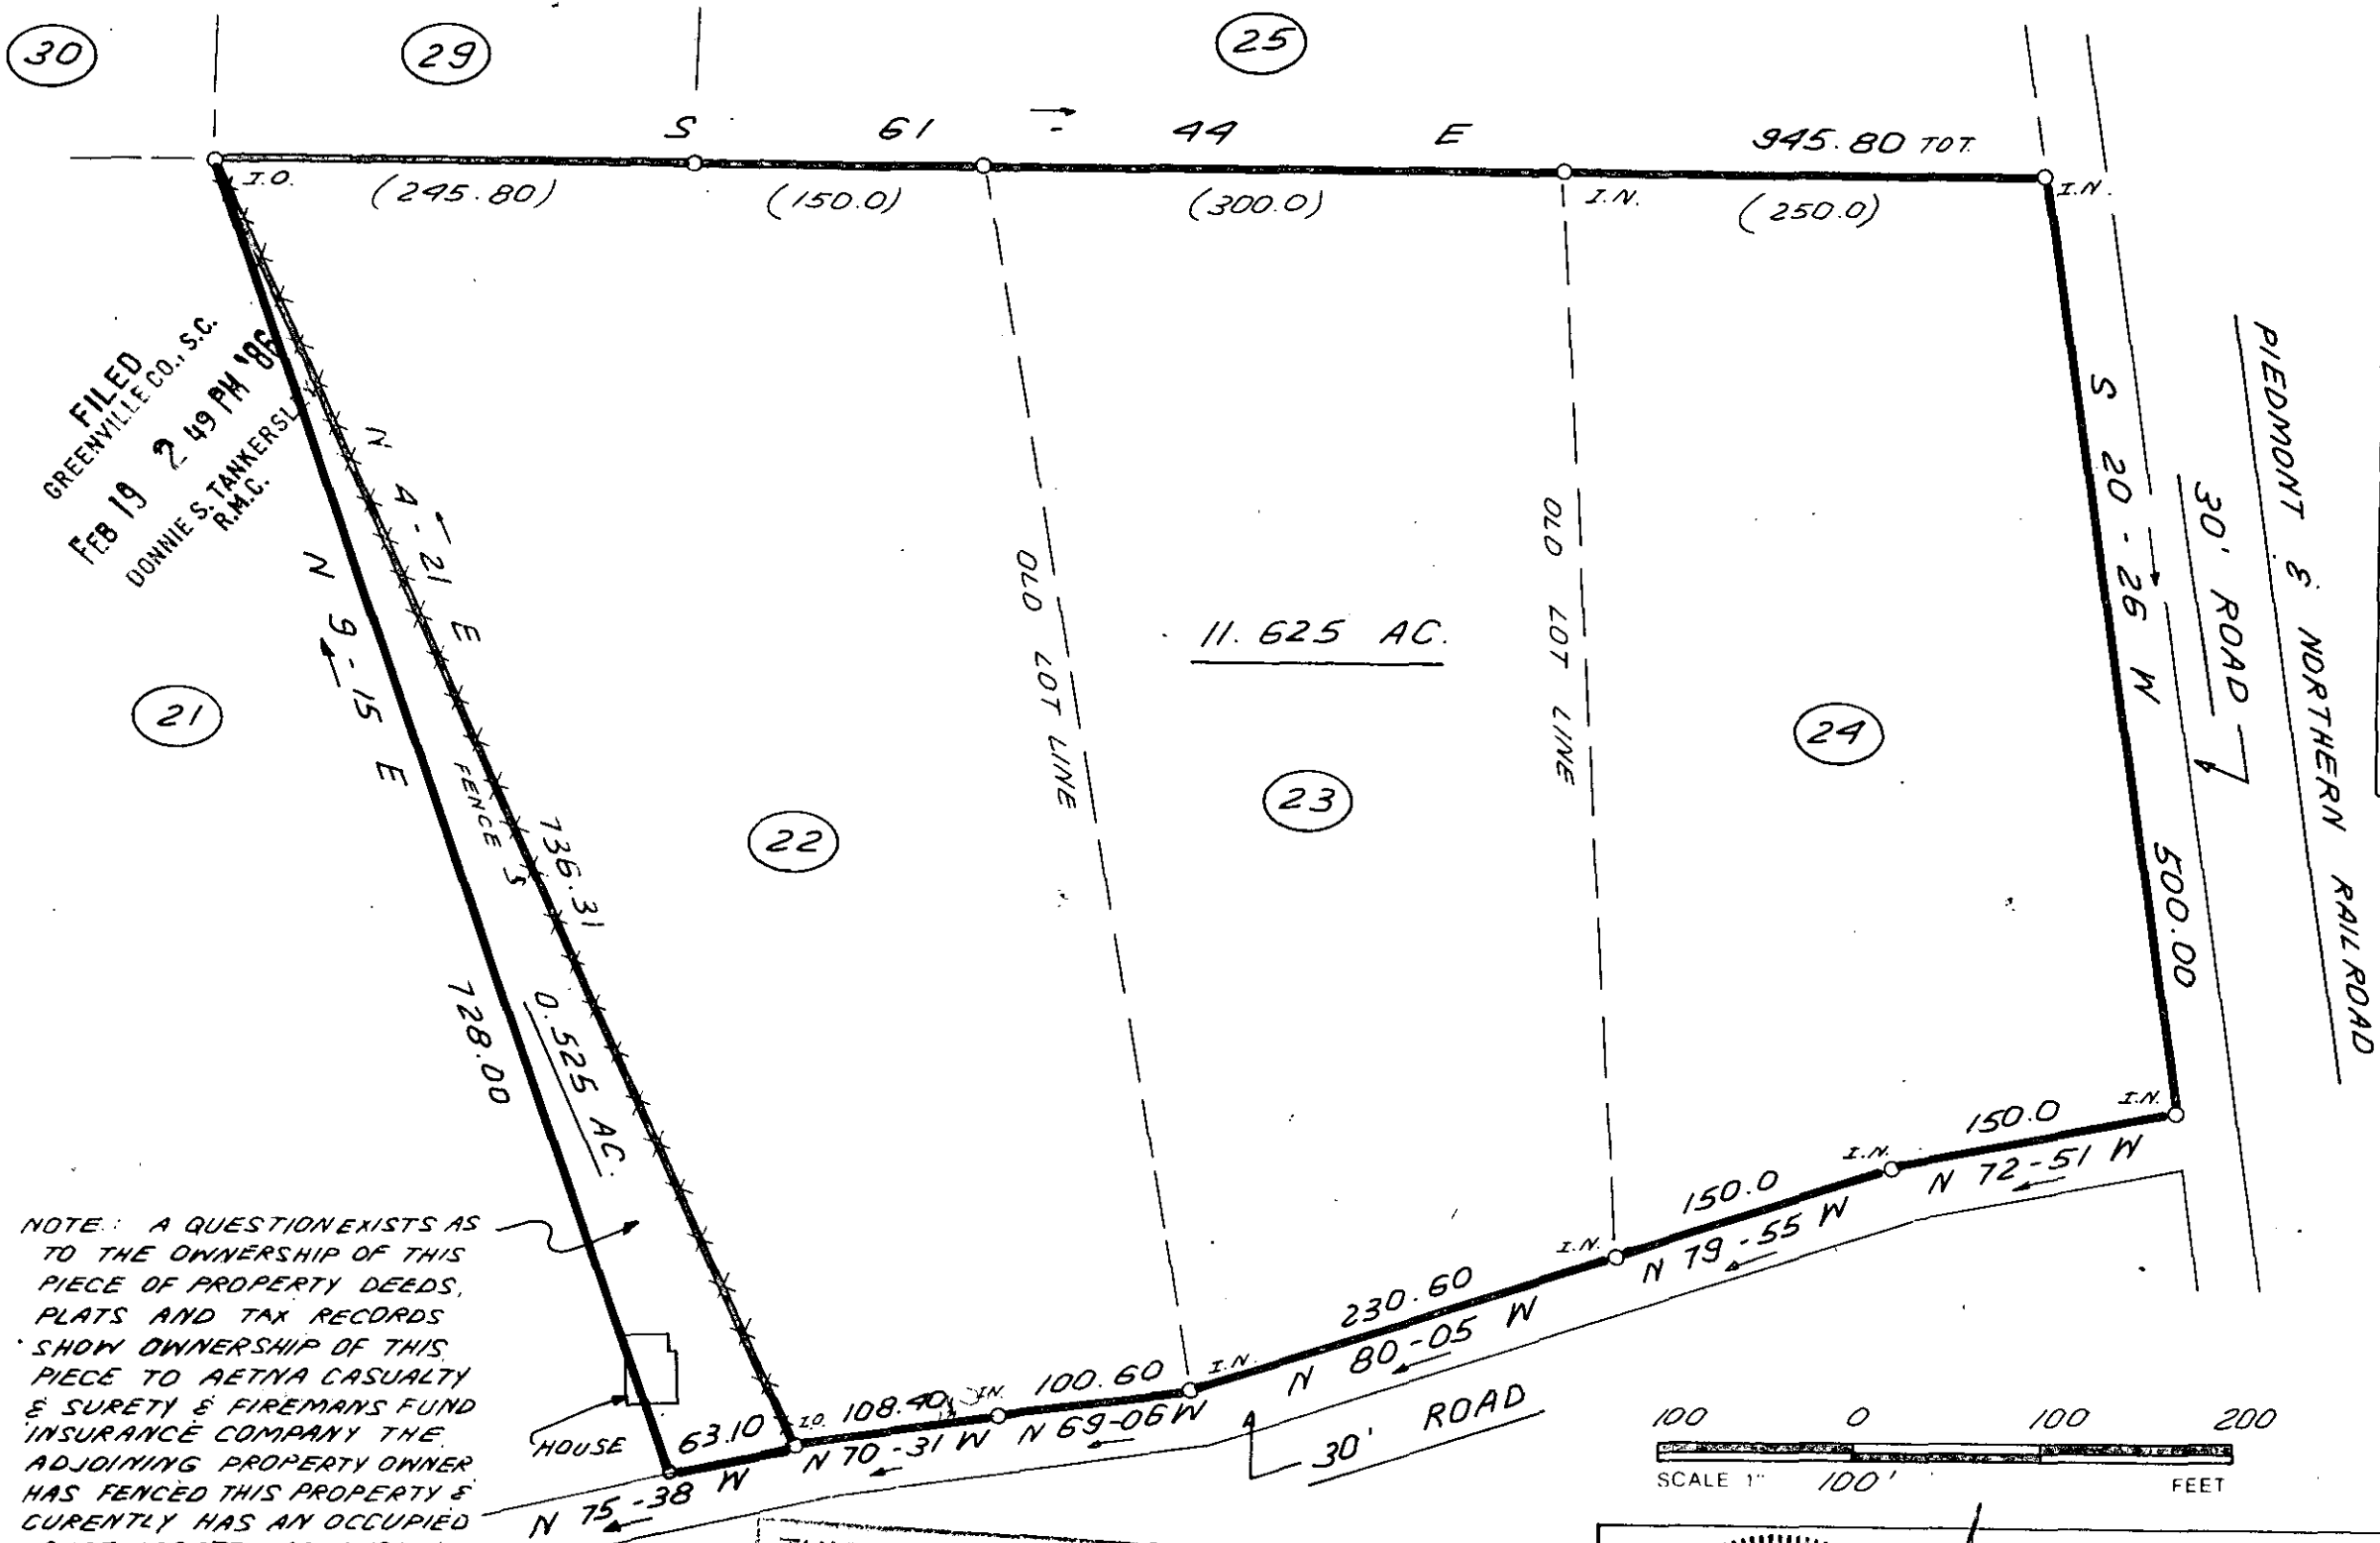 30
29
25
S 61 - 44 E 945.80 TOT.
I.O.
(245.80)
(150.0)
(300.0)
I.N.
(250.0)
I.N.
FILED
GREENVILLE CO., S.C.
FEB 19 2 49 PM '86
DONNIE S. TANKERSL
R.M.C.
N 4-21 E
736.31
FENCE
N 9-15 E
728.00
0.525 AC.
OLD LOT LINE
OLD LOT LINE
11.625 AC.
S 20-26 W
500.00
30' ROAD
PIEDMONT & NORTHERN RAILROAD
21
22
23
24
I.N.
150.0
N 72-51 W
I.N.
150.0
N 79-55 W
I.N.
230.60
N 80-05 W
I.N.
100.60
N 69-06 W
I.N.
108.40
N 70-31 W
I.O.
63.10
N 75-38 W
HOUSE
30' ROAD
NOTE: A QUESTION EXISTS AS
TO THE OWNERSHIP OF THIS
PIECE OF PROPERTY DEEDS,
PLATS AND TAX RECORDS
SHOW OWNERSHIP OF THIS
PIECE TO AETNA CASUALTY
& SURETY & FIREMANS FUND
INSURANCE COMPANY THE
ADJOINING PROPERTY OWNER
HAS FENCED THIS PROPERTY &
CURENTLY HAS AN OCCUPIED
100 0 100 200
SCALE 1" 100' FEET